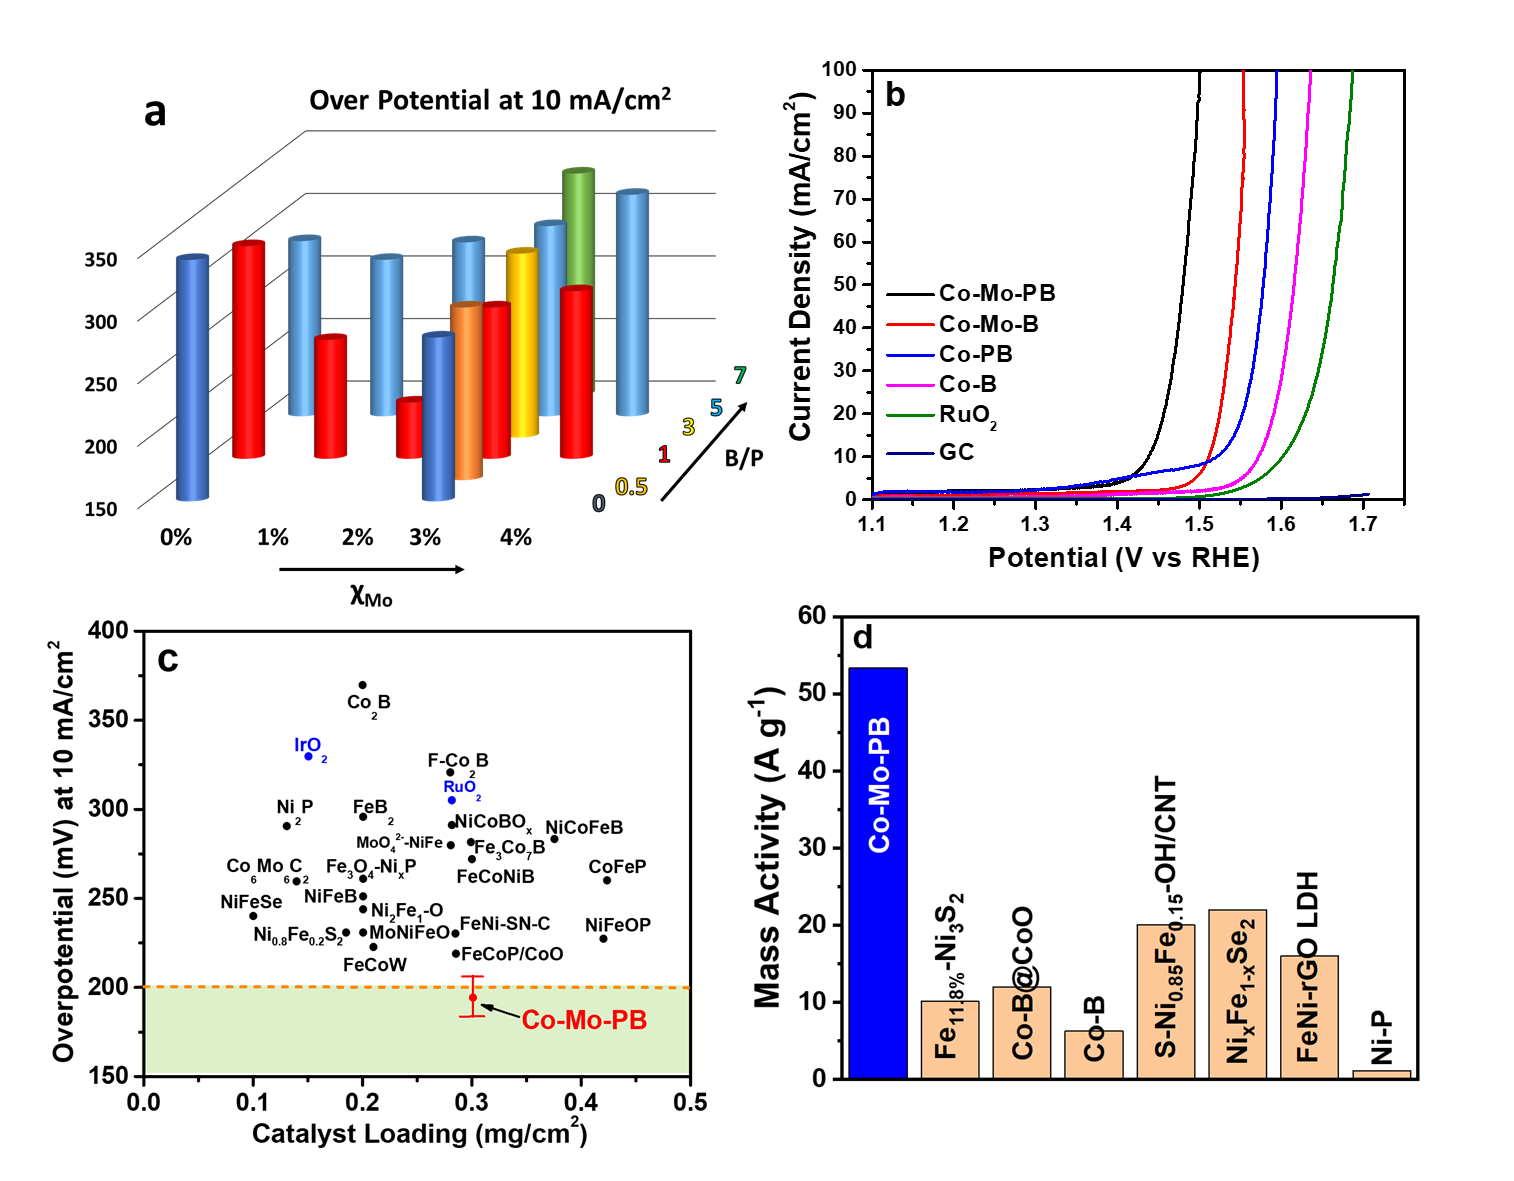 a
Over Potential at 10 mA/cm²
350
300
250
200
150
0% 1% 2% 3% 4%
χMo
0 0.5 1 3 5 7
B/P
b
Current Density (mA/cm²)
100
90
80
70
60
50
40
30
20
10
0
Co-Mo-PB
Co-Mo-B
Co-PB
Co-B
RuO₂
GC
1.1 1.2 1.3 1.4 1.5 1.6 1.7
Potential (V vs RHE)
c
Overpotential (mV) at 10 mA/cm²
400
350
300
250
200
150
Co₂B
IrO₂
F-Co₂B
RuO₂
Ni₂P
FeB₂
NiCoBOₓ
NiCoFeB
MoO₄²⁻-NiFe
Fe₃Co₇B
Co₆Mo₆C₂
Fe₃O₄-NiₓP
FeCoNiB
CoFeP
NiFeSe
NiFeB
Ni₂Fe₁-O
Ni₀.₈Fe₀.₂S₂
MoNiFeO
FeNi-SN-C
NiFeOP
FeCoW
FeCoP/CoO
Co-Mo-PB
0.0 0.1 0.2 0.3 0.4 0.5
Catalyst Loading (mg/cm²)
d
Mass Activity (A g⁻¹)
60
50
40
30
20
10
0
Co-Mo-PB
Fe₁₁.₈%-Ni₃S₂
Co-B@CoO
Co-B
S-Ni₀.₈₅Fe₀.₁₅-OH/CNT
NiₓFe₁₋ₓSe₂
FeNi-rGO LDH
Ni-P